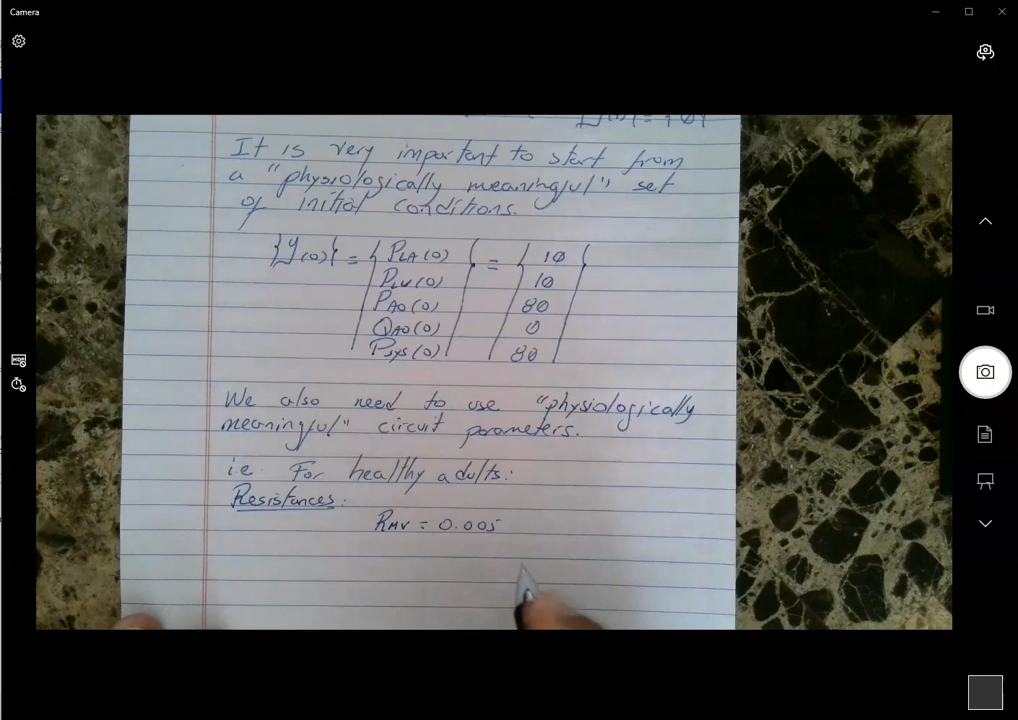 Camera
It is very important to start from
a "physiologically meaningful" set
of initial conditions.
{Y(0)} = { PLA(0) } = { 10 }
PLV(0) 10
PAO(0) 80
QAO(0) 0
PSYS(0) 80
We also need to use "physiologically
meaningful" circuit parameters.
ie. For healthy adults:
Resistances:
RMV = 0.005